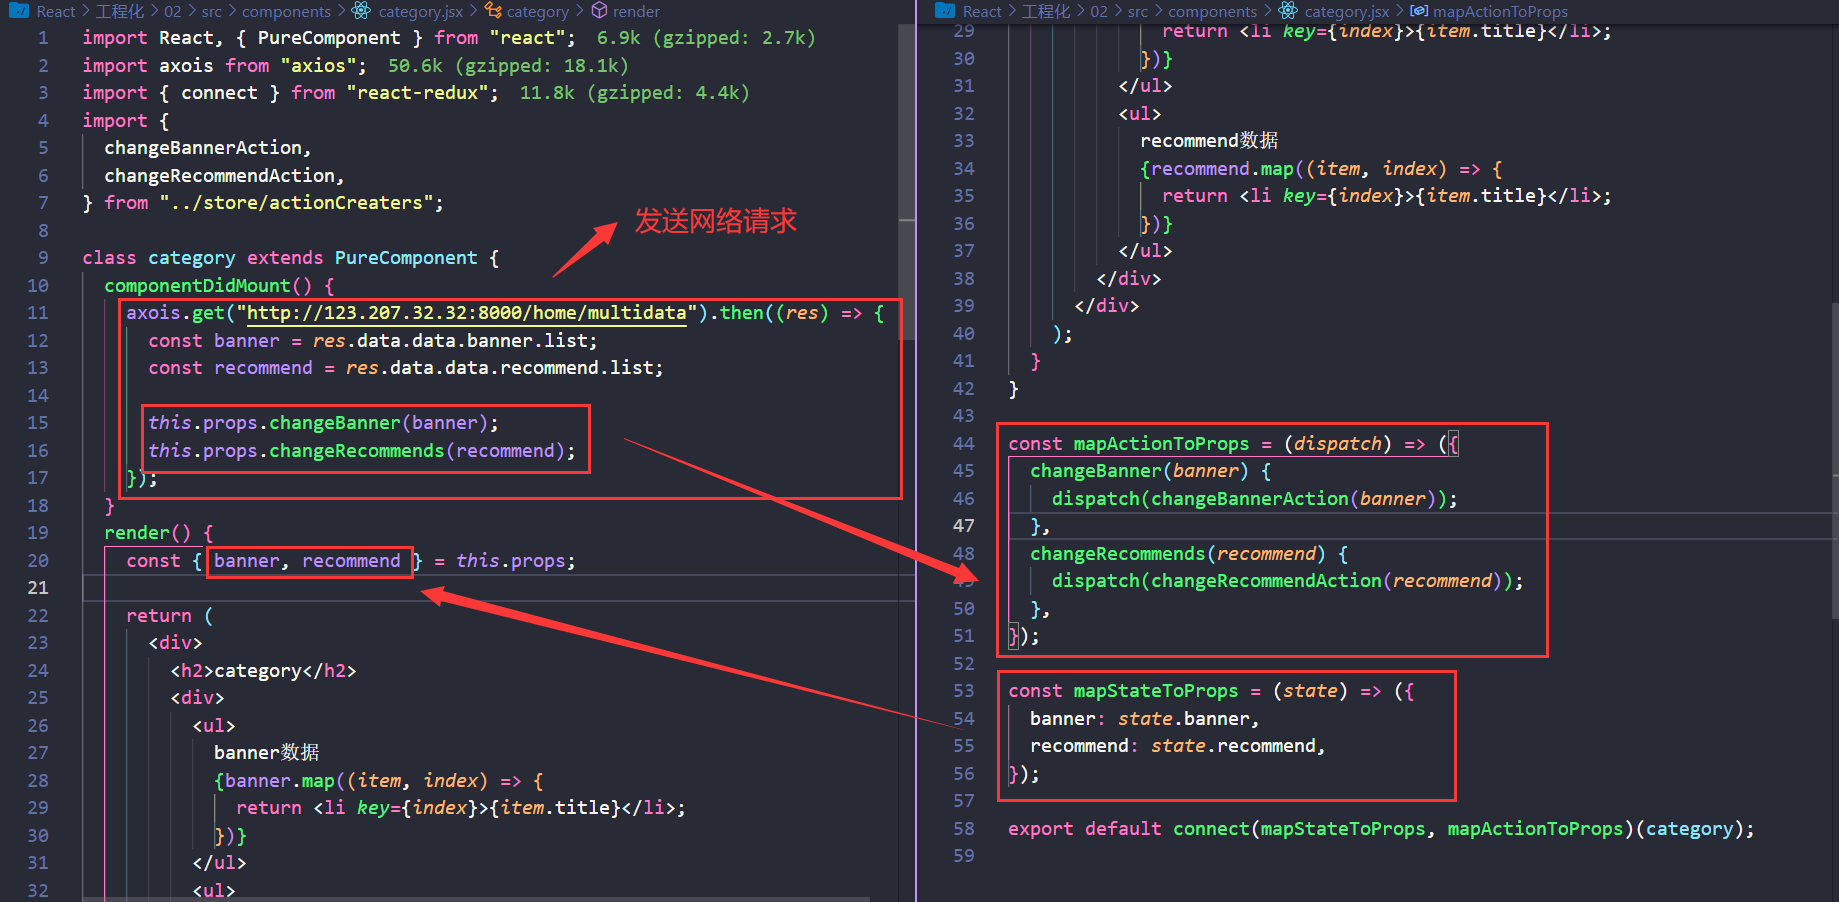 React > 工程化 > 02 > src > components > category.jsx > category > render
1 import React, { PureComponent } from "react"; 6.9k (gzipped: 2.7k)
2 import axois from "axios"; 50.6k (gzipped: 18.1k)
3 import { connect } from "react-redux"; 11.8k (gzipped: 4.4k)
4 import {
5 changeBannerAction,
6 changeRecommendAction,
7 } from "../store/actionCreaters";
8
发送网络请求
9 class category extends PureComponent {
10 componentDidMount() {
11 axois.get("http://123.207.32.32:8000/home/multidata").then((res) => {
12 const banner = res.data.data.banner.list;
13 const recommend = res.data.data.recommend.list;
14
15 this.props.changeBanner(banner);
16 this.props.changeRecommends(recommend);
17 });
18 }
19 render() {
20 const { banner, recommend } = this.props;
21
22 return (
23 <div>
24 <h2>category</h2>
25 <div>
26 <ul>
27 banner数据
28 {banner.map((item, index) => {
29 return <li key={index}>{item.title}</li>;
30 })}
31 </ul>
32 <ul>
React > 工程化 > 02 > src > components > category.jsx > mapActionToProps
29 return <li key={index}>{item.title}</li>;
30 })}
31 </ul>
32 <ul>
33 recommend数据
34 {recommend.map((item, index) => {
35 return <li key={index}>{item.title}</li>;
36 })}
37 </ul>
38 </div>
39 </div>
40 );
41 }
42 }
43
44 const mapActionToProps = (dispatch) => ({
45 changeBanner(banner) {
46 dispatch(changeBannerAction(banner));
47 },
48 changeRecommends(recommend) {
49 dispatch(changeRecommendAction(recommend));
50 },
51 });
52
53 const mapStateToProps = (state) => ({
54 banner: state.banner,
55 recommend: state.recommend,
56 });
57
58 export default connect(mapStateToProps, mapActionToProps)(category);
59